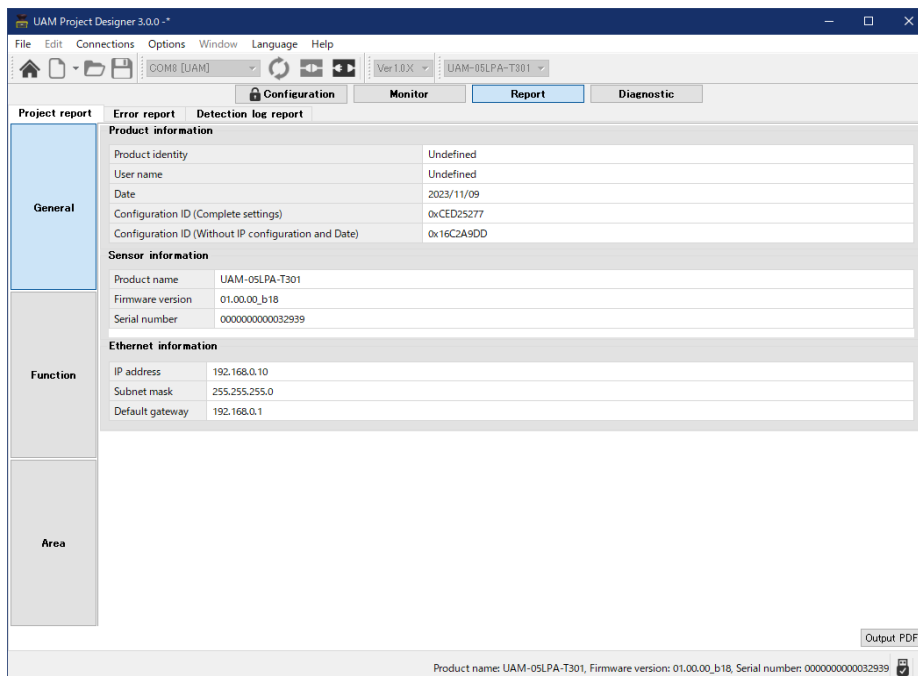 UAM Project Designer 3.0.0 -*
File Edit Connections Options Window Language Help
COM8 [UAM] Ver1.0X UAM-05LPA-T301
Configuration Monitor Report Diagnostic
Project report Error report Detection log report
General
Function
Area
Product information
Product identity Undefined
User name Undefined
Date 2023/11/09
Configuration ID (Complete settings) 0xCED25277
Configuration ID (Without IP configuration and Date) 0x16C2A9DD
Sensor information
Product name UAM-05LPA-T301
Firmware version 01.00.00_b18
Serial number 0000000000032939
Ethernet information
IP address 192.168.0.10
Subnet mask 255.255.255.0
Default gateway 192.168.0.1
Output PDF
Product name: UAM-05LPA-T301, Firmware version: 01.00.00_b18, Serial number: 0000000000032939